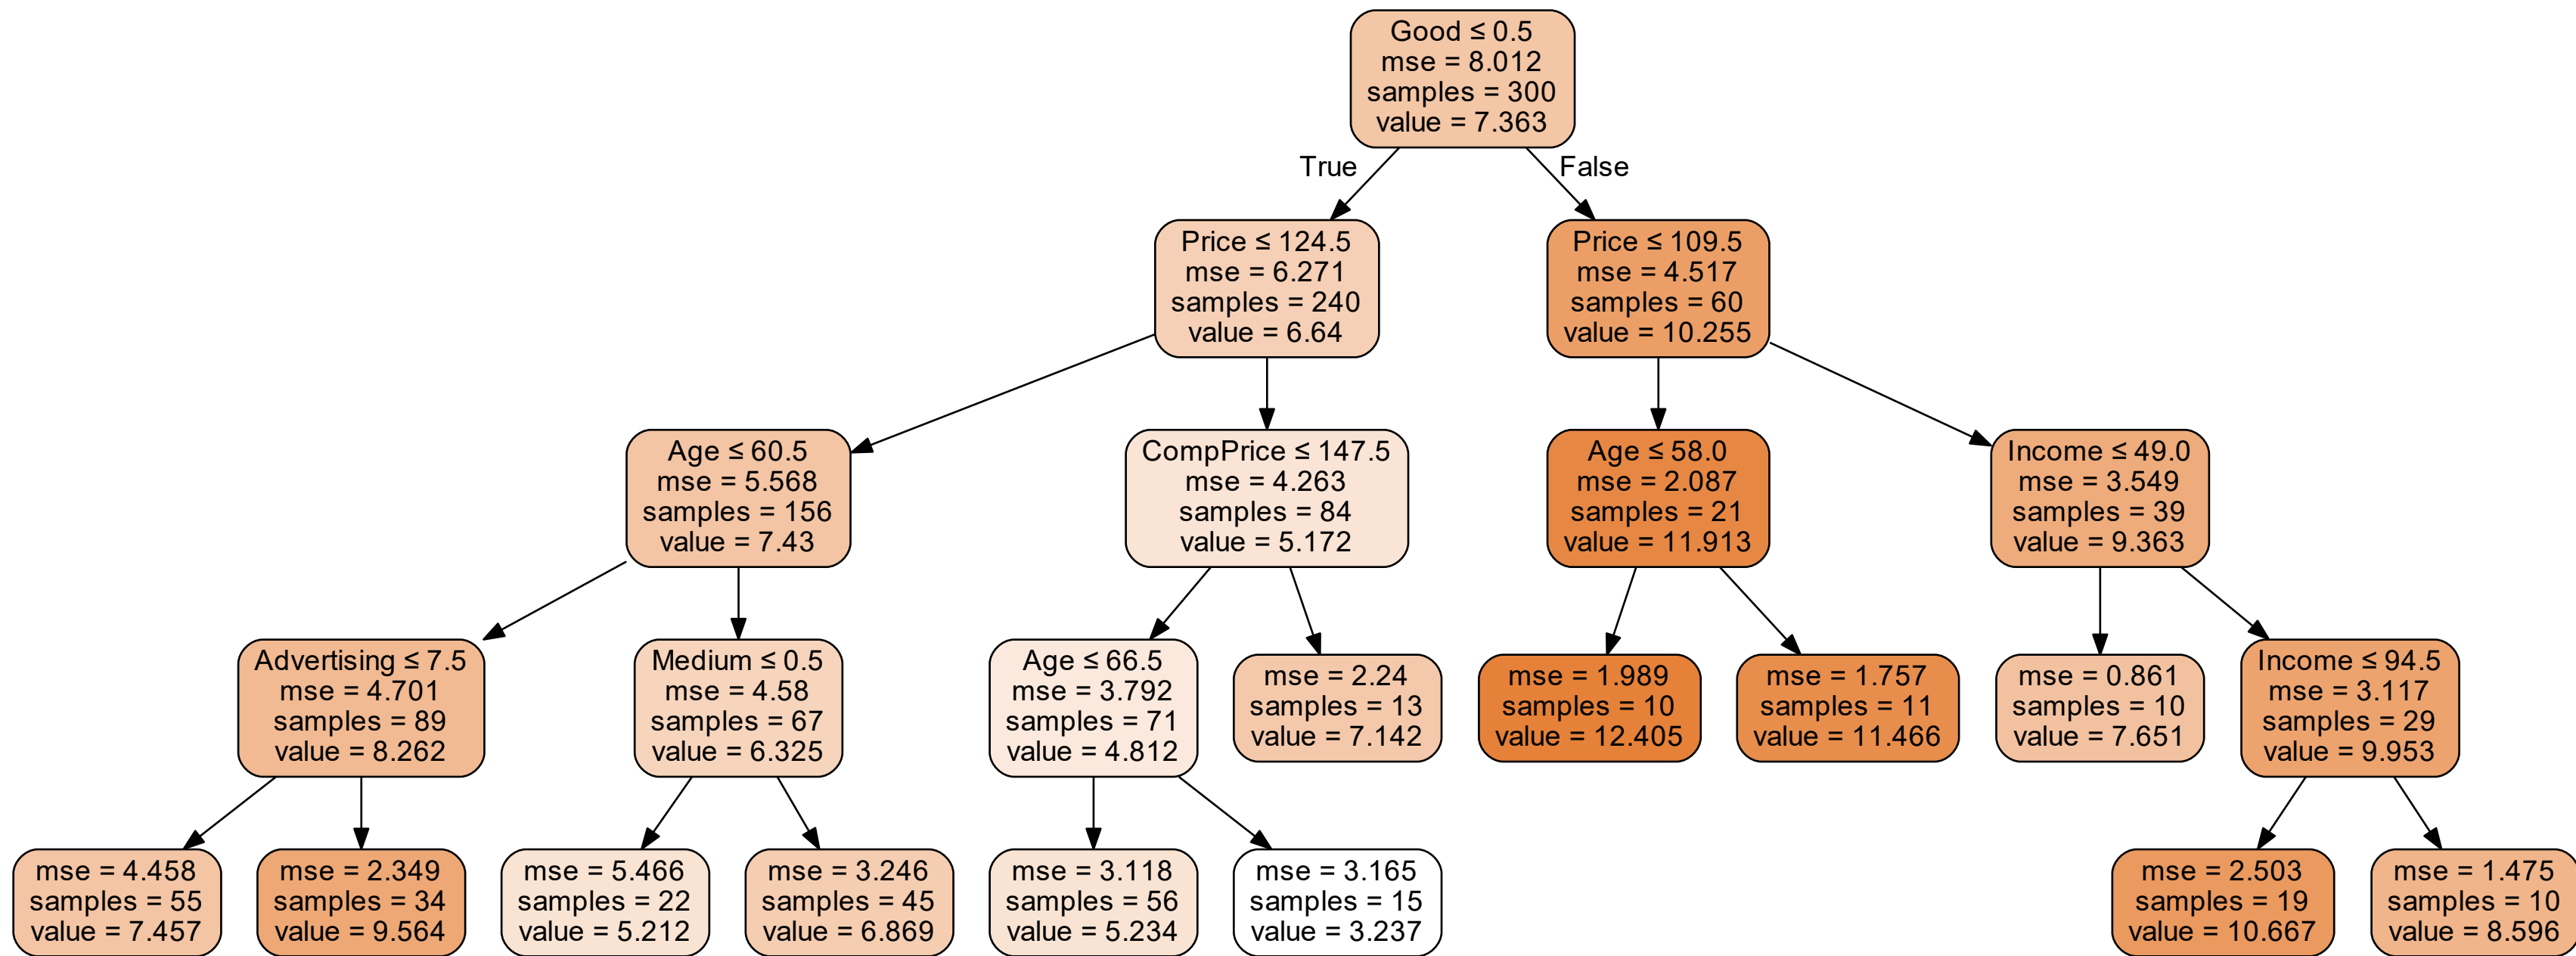 Good ≤ 0.5
mse = 8.012
samples = 300
value = 7.363
True
False
Price ≤ 124.5
mse = 6.271
samples = 240
value = 6.64
Price ≤ 109.5
mse = 4.517
samples = 60
value = 10.255
Age ≤ 60.5
mse = 5.568
samples = 156
value = 7.43
CompPrice ≤ 147.5
mse = 4.263
samples = 84
value = 5.172
Age ≤ 58.0
mse = 2.087
samples = 21
value = 11.913
Income ≤ 49.0
mse = 3.549
samples = 39
value = 9.363
Advertising ≤ 7.5
mse = 4.701
samples = 89
value = 8.262
Medium ≤ 0.5
mse = 4.58
samples = 67
value = 6.325
Age ≤ 66.5
mse = 3.792
samples = 71
value = 4.812
mse = 2.24
samples = 13
value = 7.142
mse = 1.989
samples = 10
value = 12.405
mse = 1.757
samples = 11
value = 11.466
mse = 0.861
samples = 10
value = 7.651
Income ≤ 94.5
mse = 3.117
samples = 29
value = 9.953
mse = 4.458
samples = 55
value = 7.457
mse = 2.349
samples = 34
value = 9.564
mse = 5.466
samples = 22
value = 5.212
mse = 3.246
samples = 45
value = 6.869
mse = 3.118
samples = 56
value = 5.234
mse = 3.165
samples = 15
value = 3.237
mse = 2.503
samples = 19
value = 10.667
mse = 1.475
samples = 10
value = 8.596